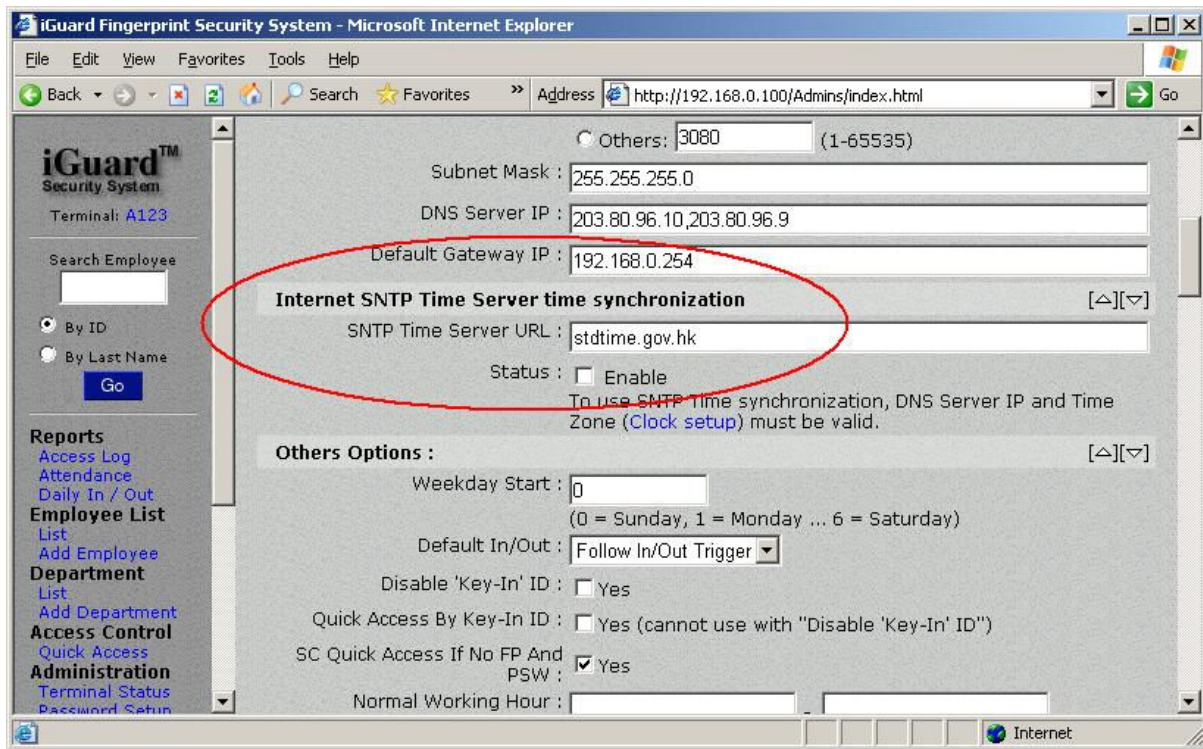 iGuard Fingerprint Security System - Microsoft Internet Explorer
File Edit View Favorites Tools Help
Back Search Favorites » Address http://192.168.0.100/Admins/index.html Go
iGuard™
Security System
Terminal: A123
Search Employee
By ID
By Last Name
Go
Reports
Access Log
Attendance
Daily In / Out
Employee List
List
Add Employee
Department
List
Add Department
Access Control
Quick Access
Administration
Terminal Status
Password Setup
Others: 3080 (1-65535)
Subnet Mask : 255.255.255.0
DNS Server IP : 203.80.96.10,203.80.96.9
Default Gateway IP : 192.168.0.254
Internet SNTP Time Server time synchronization [△][▽]
SNTP Time Server URL : stdtime.gov.hk
Status : Enable
To use SNTP Time synchronization, DNS Server IP and Time
Zone (Clock setup) must be valid.
Others Options : [△][▽]
Weekday Start : 0
(0 = Sunday, 1 = Monday ... 6 = Saturday)
Default In/Out : Follow In/Out Trigger
Disable 'Key-In' ID : Yes
Quick Access By Key-In ID : Yes (cannot use with "Disable 'Key-In' ID")
SC Quick Access If No FP And
PSW : Yes
Normal Working Hour : -
Internet